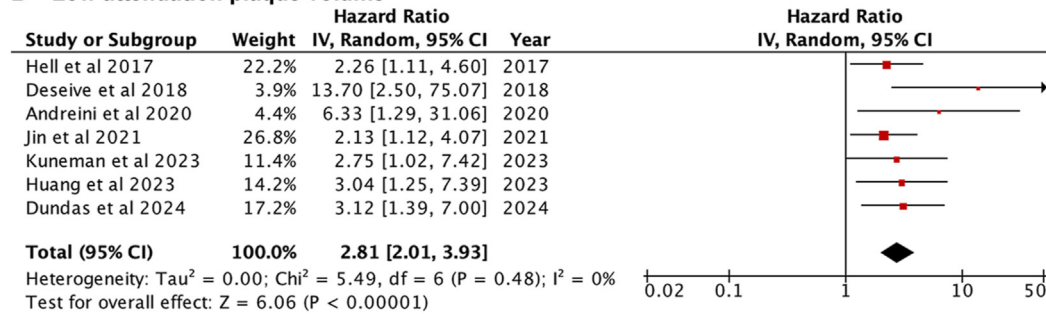 Hazard Ratio Hazard Ratio
Study or Subgroup Weight IV, Random, 95% CI Year IV, Random, 95% CI
Hell et al 2017 22.2% 2.26 [1.11, 4.60] 2017
Deseive et al 2018 3.9% 13.70 [2.50, 75.07] 2018
Andreini et al 2020 4.4% 6.33 [1.29, 31.06] 2020
Jin et al 2021 26.8% 2.13 [1.12, 4.07] 2021
Kuneman et al 2023 11.4% 2.75 [1.02, 7.42] 2023
Huang et al 2023 14.2% 3.04 [1.25, 7.39] 2023
Dundas et al 2024 17.2% 3.12 [1.39, 7.00] 2024
Total (95% CI) 100.0% 2.81 [2.01, 3.93]
Heterogeneity: Tau² = 0.00; Chi² = 5.49, df = 6 (P = 0.48); I² = 0%
Test for overall effect: Z = 6.06 (P < 0.00001)
0.02 0.1 1 10 50